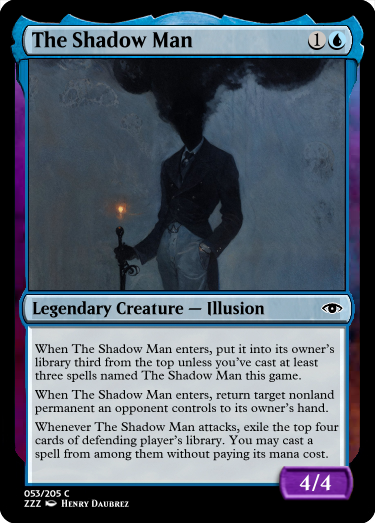 The Shadow Man 1
Legendary Creature — Illusion
When The Shadow Man enters, put it into its owner's
library third from the top unless you've cast at least
three spells named The Shadow Man this game.
When The Shadow Man enters, return target nonland
permanent an opponent controls to its owner's hand.
Whenever The Shadow Man attacks, exile the top four
cards of defending player's library. You may cast a
spell from among them without paying its mana cost.
4/4
053/205 C
ZZZ Henry Daubrez